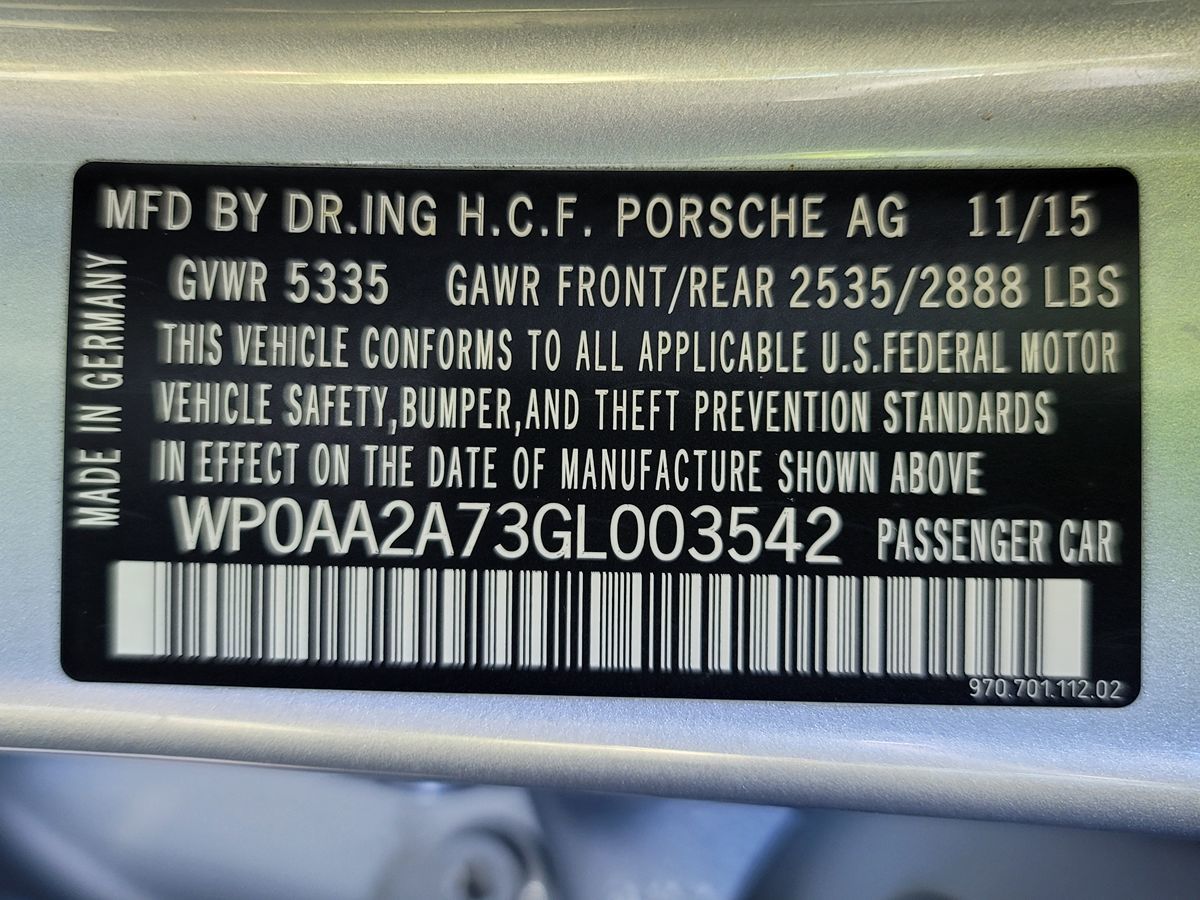 MFD BY DR.ING H.C.F. PORSCHE AG 11/15
GVWR 5335 GAWR FRONT/REAR 2535/2888 LBS
THIS VEHICLE CONFORMS TO ALL APPLICABLE U.S.FEDERAL MOTOR
VEHICLE SAFETY,BUMPER,AND THEFT PREVENTION STANDARDS
IN EFFECT ON THE DATE OF MANUFACTURE SHOWN ABOVE
WP0AA2A73GL003542 PASSENGER CAR
970.701.112.02
MADE IN GERMANY